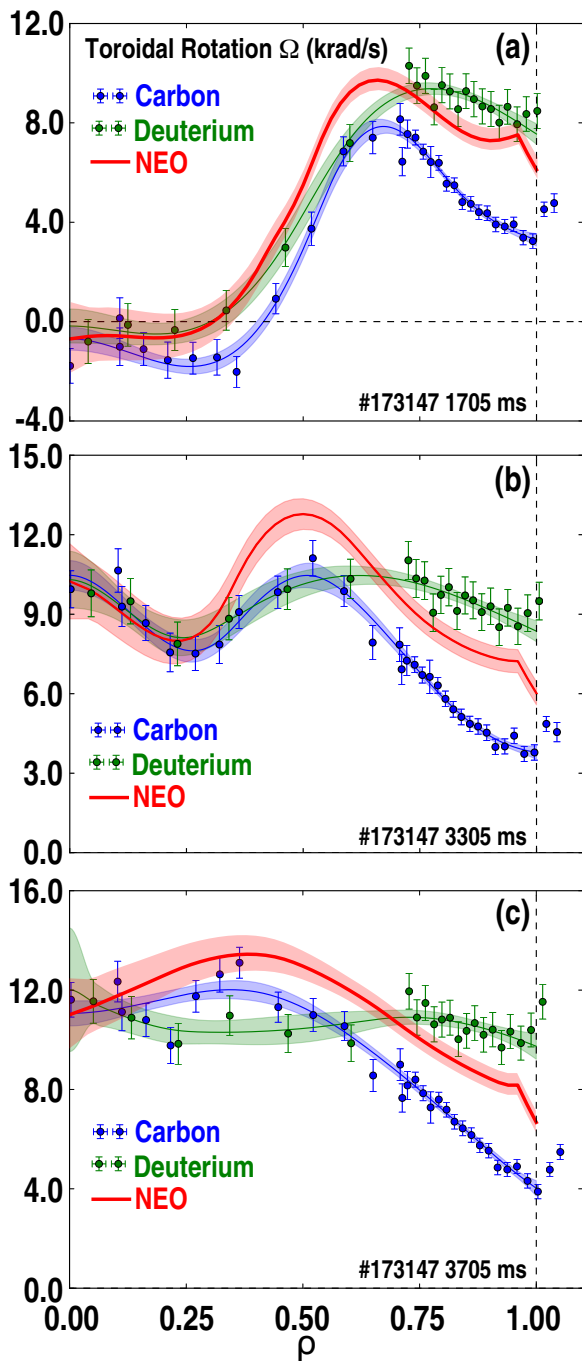 12.0
Toroidal Rotation Ω (krad/s)
(a)
Carbon
Deuterium
NEO
8.0
4.0
0.0
-4.0
#173147 1705 ms
15.0
(b)
12.0
9.0
6.0
Carbon
Deuterium
NEO
3.0
0.0
#173147 3305 ms
16.0
(c)
12.0
8.0
Carbon
Deuterium
NEO
4.0
#173147 3705 ms
0.0
0.00 0.25 0.50 0.75 1.00
ρ